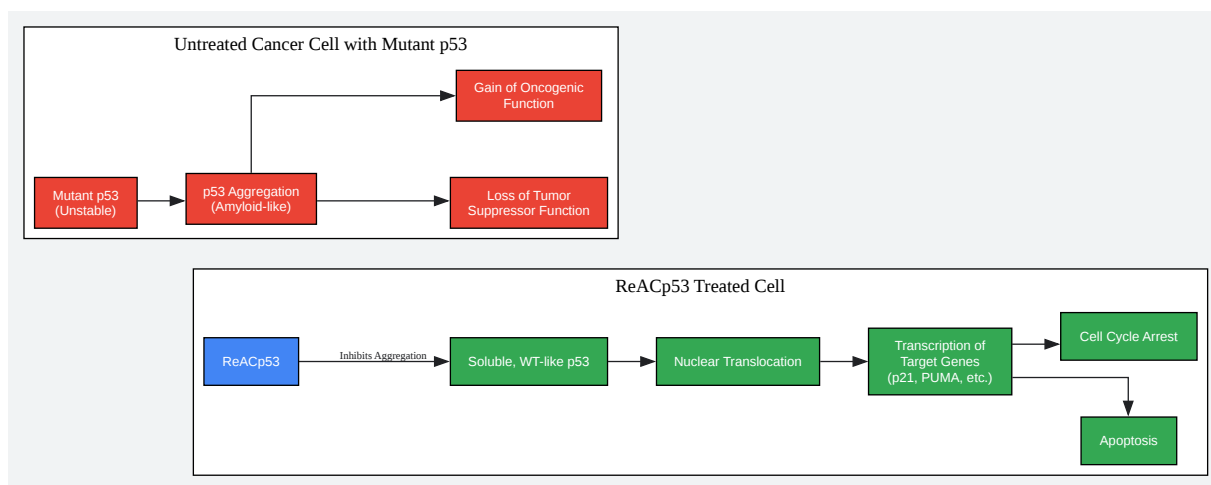 Untreated Cancer Cell with Mutant p53
Gain of Oncogenic
Function
Mutant p53
(Unstable)
p53 Aggregation
(Amyloid-like)
Loss of Tumor
Suppressor Function
ReACp53 Treated Cell
ReACp53
Inhibits Aggregation
Soluble, WT-like p53
Nuclear Translocation
Transcription of
Target Genes
(p21, PUMA, etc.)
Cell Cycle Arrest
Apoptosis